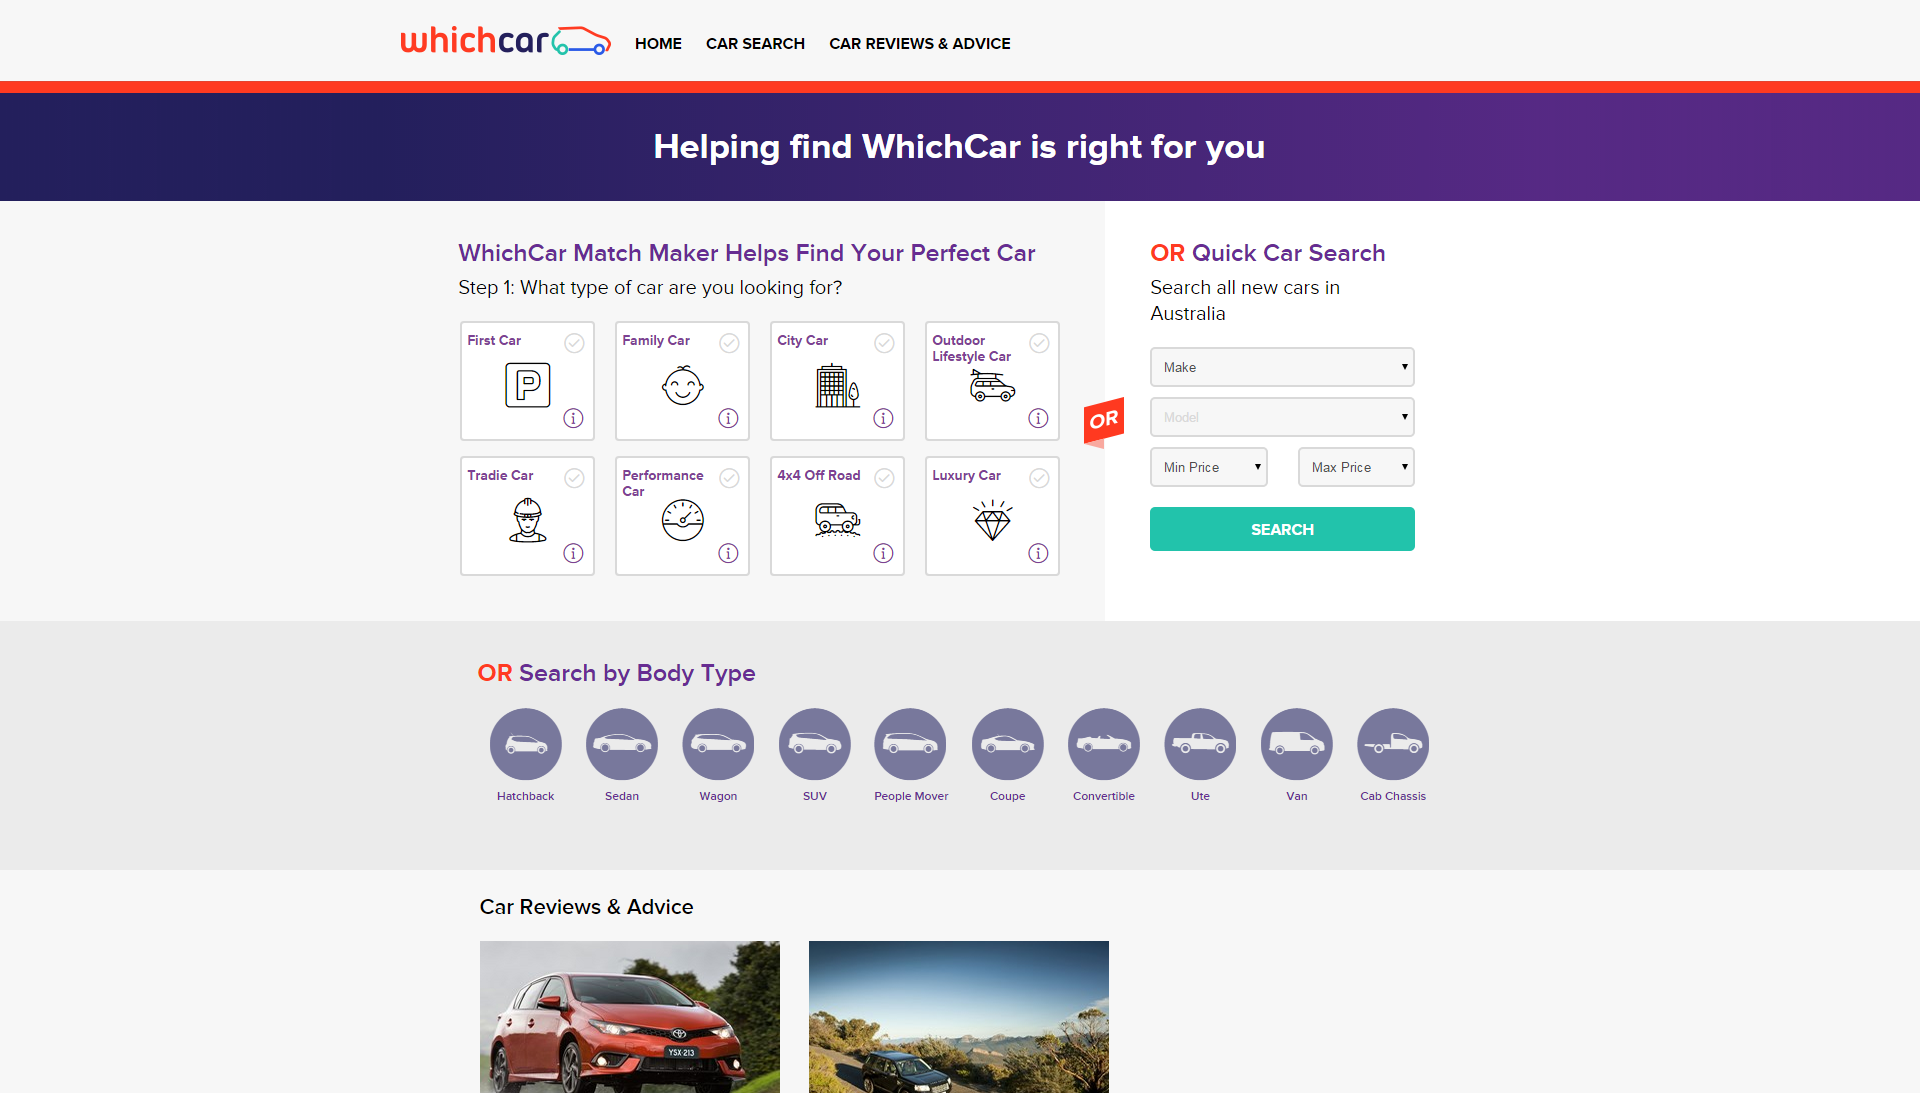 whichcar
HOME CAR SEARCH CAR REVIEWS & ADVICE
Helping find WhichCar is right for you
WhichCar Match Maker Helps Find Your Perfect Car
Step 1: What type of car are you looking for?
First Car
P
i
Family Car
i
City Car
i
Outdoor
Lifestyle Car
i
Tradie Car
i
Performance
Car
i
4x4 Off Road
i
Luxury Car
i
OR
OR Quick Car Search
Search all new cars in
Australia
Make
Model
Min Price
Max Price
SEARCH
OR Search by Body Type
Hatchback
Sedan
Wagon
SUV
People Mover
Coupe
Convertible
Ute
Van
Cab Chassis
Car Reviews & Advice
YSX·213